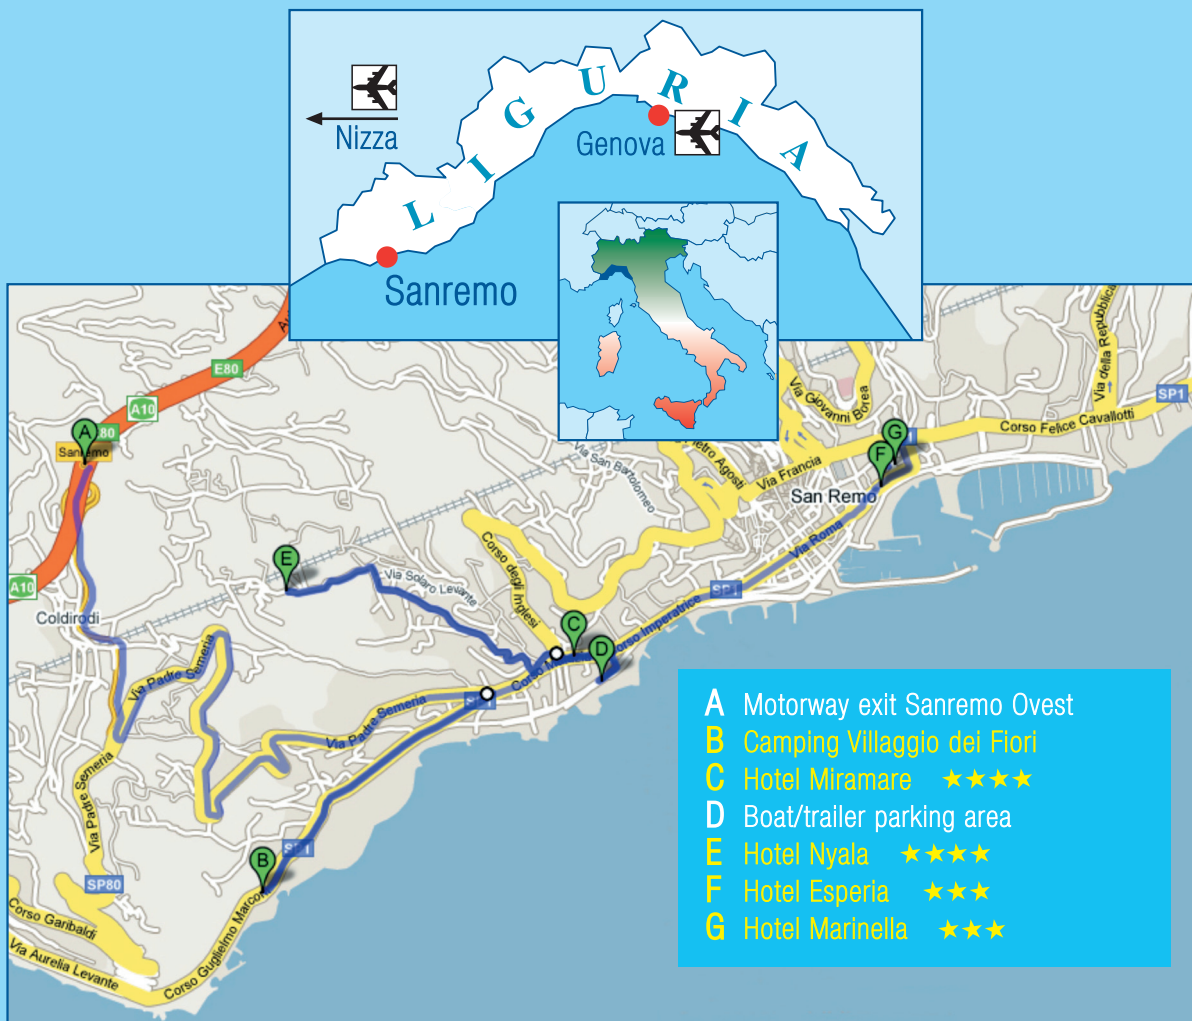 LIGURIA
Nizza
Genova
Sanremo
E80
A10
A
Sanremo
A10
Coldirodi
E
Via Solaro Levante
Corso degli Inglesi
Via San Bartolomeo
Via Francia
Via Giovanni Borea
Via della Repubblica
SP1
Corso Felice Cavallotti
G
F
San Remo
Via Roma
SP1
Corso Imperatrice
C
D
Via Padre Semeria
Via Padre Semeria
Via Padre Semeria
SP1
B
SP80
Corso Garibaldi
Via Aurelia Levante
Corso Guglielmo Marconi
A Motorway exit Sanremo Ovest
B Camping Villaggio dei Fiori
C Hotel Miramare ★★★★
D Boat/trailer parking area
E Hotel Nyala ★★★★
F Hotel Esperia ★★★
G Hotel Marinella ★★★